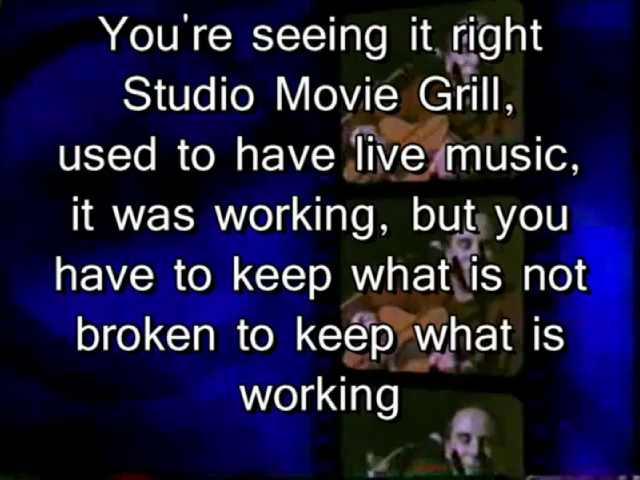 You're seeing it right
Studio Movie Grill,
used to have live music,
it was working, but you
have to keep what is not
broken to keep what is
working